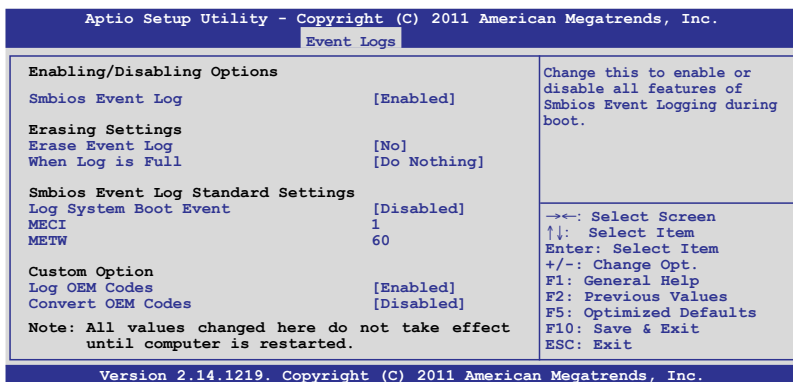 Aptio Setup Utility - Copyright (C) 2011 American Megatrends, Inc.
Event Logs
Enabling/Disabling Options
Smbios Event Log [Enabled]
Erasing Settings
Erase Event Log [No]
When Log is Full [Do Nothing]
Smbios Event Log Standard Settings
Log System Boot Event [Disabled]
MECI 1
METW 60
Custom Option
Log OEM Codes [Enabled]
Convert OEM Codes [Disabled]
Note: All values changed here do not take effect
until computer is restarted.
Change this to enable or
disable all features of
Smbios Event Logging during
boot.
→←: Select Screen
↑↓: Select Item
Enter: Select Item
+/-: Change Opt.
F1: General Help
F2: Previous Values
F5: Optimized Defaults
F10: Save & Exit
ESC: Exit
Version 2.14.1219. Copyright (C) 2011 American Megatrends, Inc.